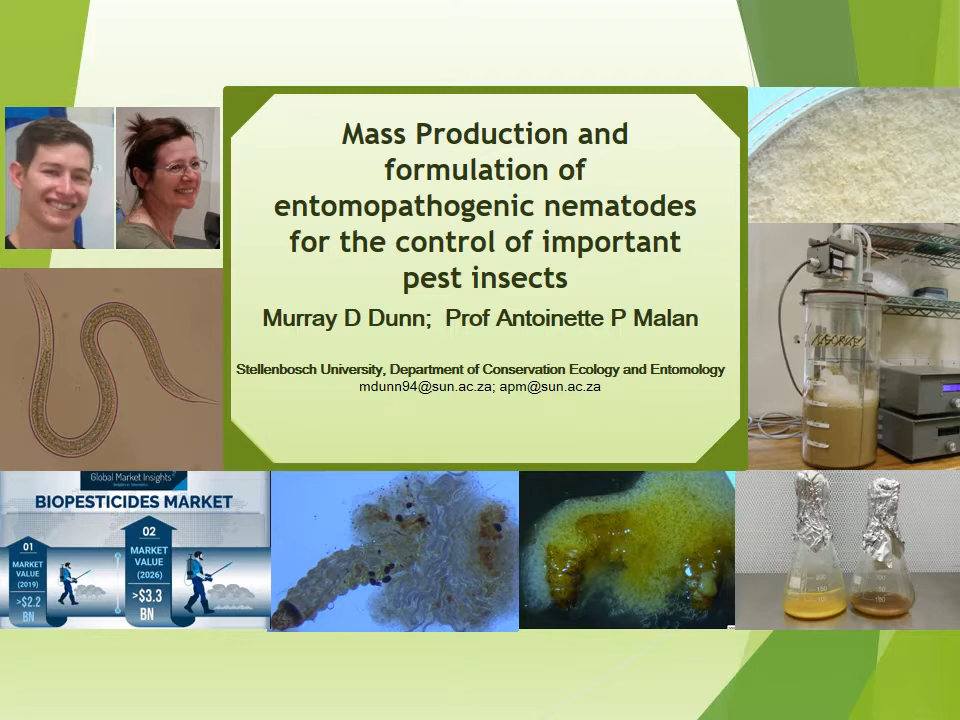 Mass Production and
formulation of
entomopathogenic nematodes
for the control of important
pest insects
Murray D Dunn; Prof Antoinette P Malan
Stellenbosch University, Department of Conservation Ecology and Entomology
mdunn94@sun.ac.za; apm@sun.ac.za
Global Market Insights
BIOPESTICIDES MARKET
01
MARKET
VALUE
(2019)
>$2.2
BN
02
MARKET
VALUE
(2026)
>$3.3
BN